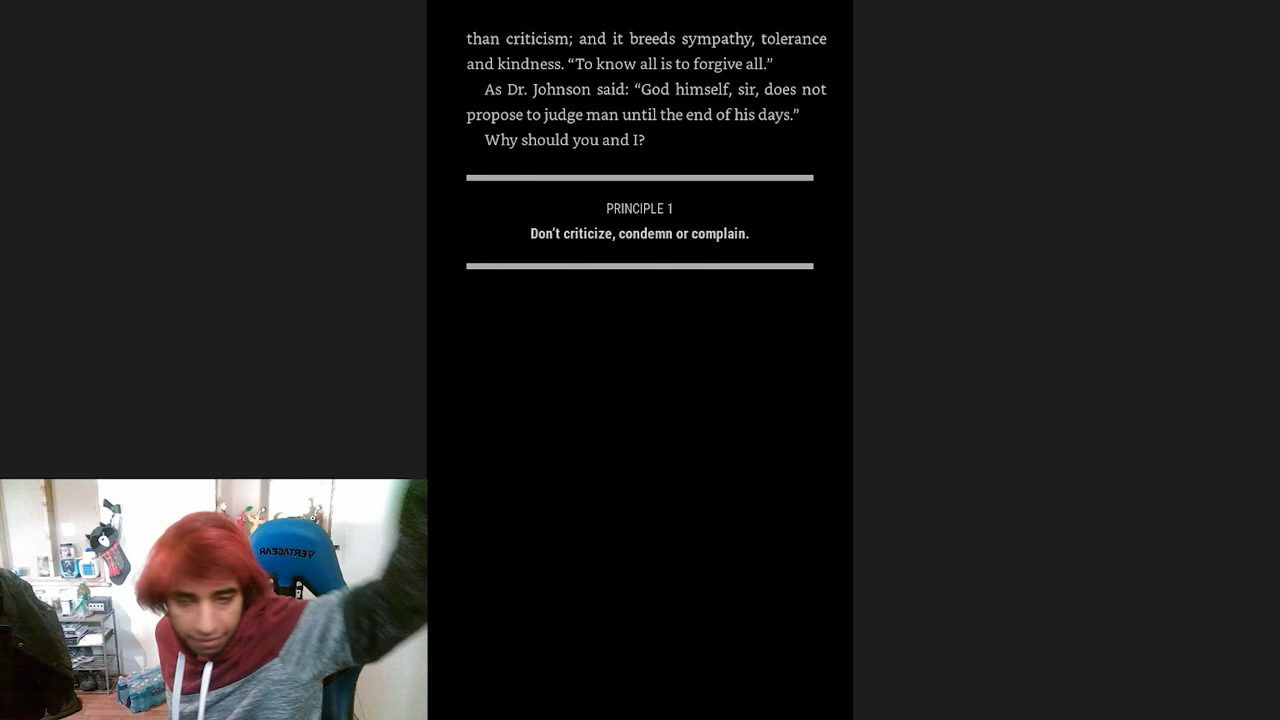 than criticism; and it breeds sympathy, tolerance
and kindness. “To know all is to forgive all.”
As Dr. Johnson said: “God himself, sir, does not
propose to judge man until the end of his days.”
Why should you and I?
PRINCIPLE 1
Don’t criticize, condemn or complain.
VERTAGEAR